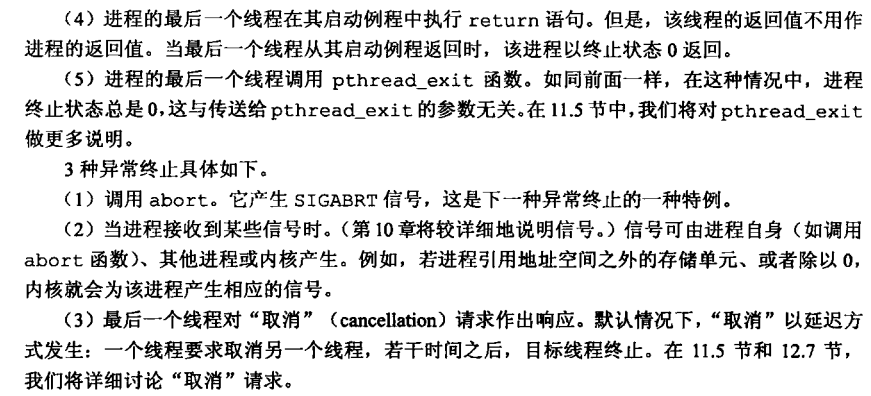 （4）进程的最后一个线程在其启动例程中执行 return 语句。但是，该线程的返回值不用作
进程的返回值。当最后一个线程从其启动例程返回时，该进程以终止状态 0 返回。
（5）进程的最后一个线程调用 pthread_exit 函数。如同前面一样，在这种情况中，进程
终止状态总是 0，这与传送给 pthread_exit 的参数无关。在 11.5 节中，我们将对 pthread_exit
做更多说明。
3 种异常终止具体如下。
（1）调用 abort。它产生 SIGABRT 信号，这是下一种异常终止的一种特例。
（2）当进程接收到某些信号时。（第 10 章将较详细地说明信号。）信号可由进程自身（如调用
abort 函数）、其他进程或内核产生。例如，若进程引用地址空间之外的存储单元、或者除以 0，
内核就会为该进程产生相应的信号。
（3）最后一个线程对“取消”（cancellation）请求作出响应。默认情况下，“取消”以延迟方
式发生：一个线程要求取消另一个线程，若干时间之后，目标线程终止。在 11.5 节和 12.7 节，
我们将详细讨论“取消”请求。